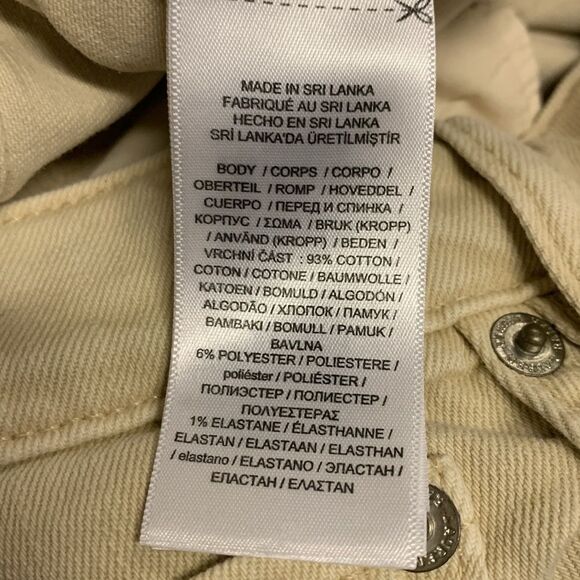 MADE IN SRI LANKA
FABRIQUÉ AU SRI LANKA
HECHO EN SRI LANKA
SRİ LANKA'DA ÜRETİLMİŞTİR
BODY / CORPS / CORPO /
OBERTEIL / ROMP / HOVEDDEL /
CUERPO / ПЕРЕД И СПИНКА /
КОРПУС / ΣΩΜΑ / BRUK (KROPP)
/ ANVÄND (KROPP) / BEDEN /
VRCHNÍ ČÁST : 93% COTTON /
COTON / COTONE / BAUMWOLLE /
KATOEN / BOMULD / ALGODÓN /
ALGODÃO / ХЛОПОК / ПАМУК /
BAMBAKI / BOMULL / PAMUK /
BAVLNA
6% POLYESTER / POLIESTERE /
poliéster / POLIÉSTER /
ПОЛИЭСТЕР / ПОЛИЕСТЕР /
ПОΛΥΕΣΤΕΡΑΣ
1% ELASTANE / ÉLASTHANNE /
ELASTAN / ELASTAAN / ELASTHAN
/ elastano / ELASTANO / ЭЛАСТАН /
ЕЛАСТАН / ΕΛΑΣΤΑΝ